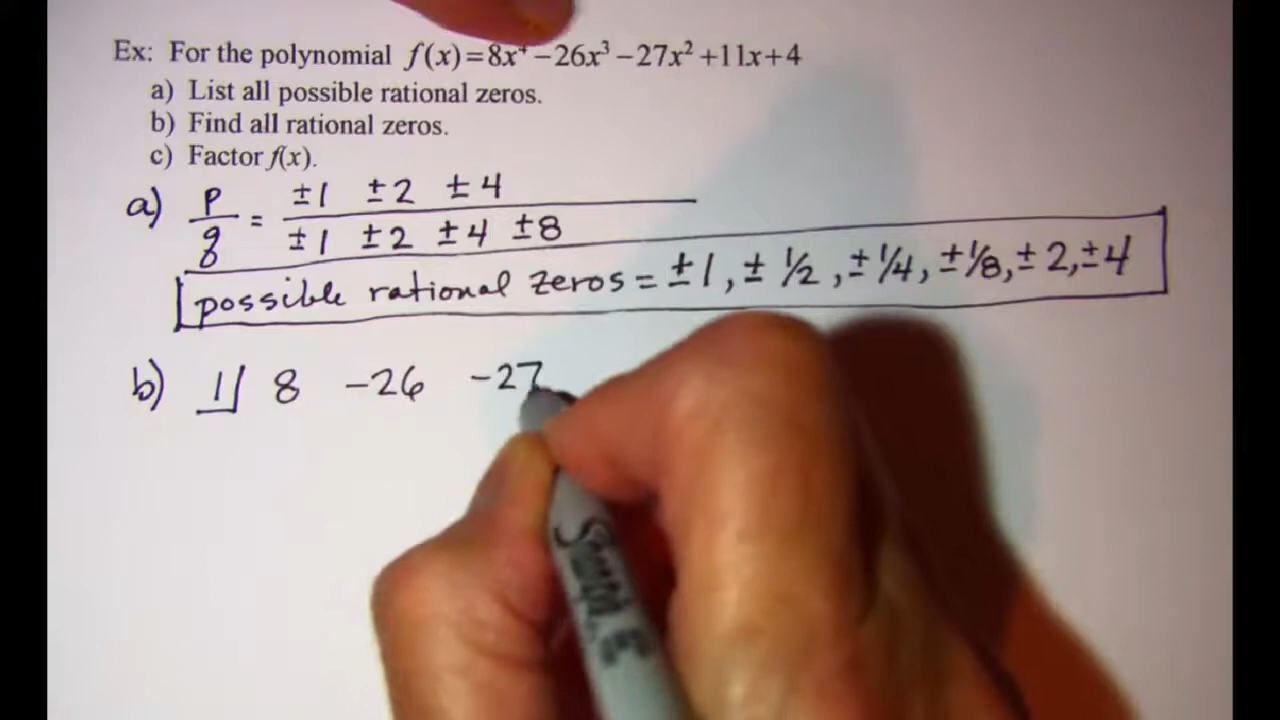 Ex: For the polynomial f(x)=8x⁴−26x³−27x²+11x+4
a) List all possible rational zeros.
b) Find all rational zeros.
c) Factor f(x).
a) p/q = ±1 ±2 ±4 / ±1 ±2 ±4 ±8
possible rational zeros = ±1, ± 1/2, ± 1/4, ± 1/8, ± 2, ± 4
b) 1 8 -26 -27
Sharpie